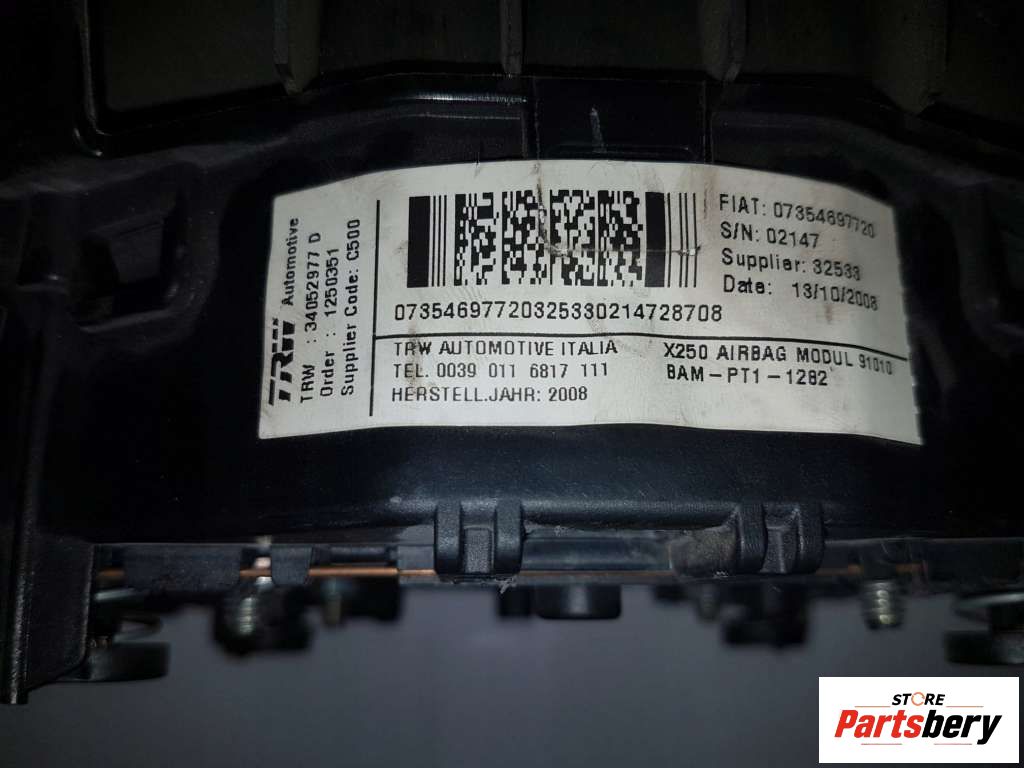 TRW Automotive
TRW : 34052977 D
Order : 1250351
Supplier Code: C500
FIAT: 07354697720
S/N: 02147
Supplier: 32533
Date: 13/10/2008
07354697720325330214728708
TRW AUTOMOTIVE ITALIA
TEL. 0039 011 6817 111
HERSTELL.JAHR: 2008
X250 AIRBAG MODUL 91010
BAM-PT1-1282
STORE
Partsbery